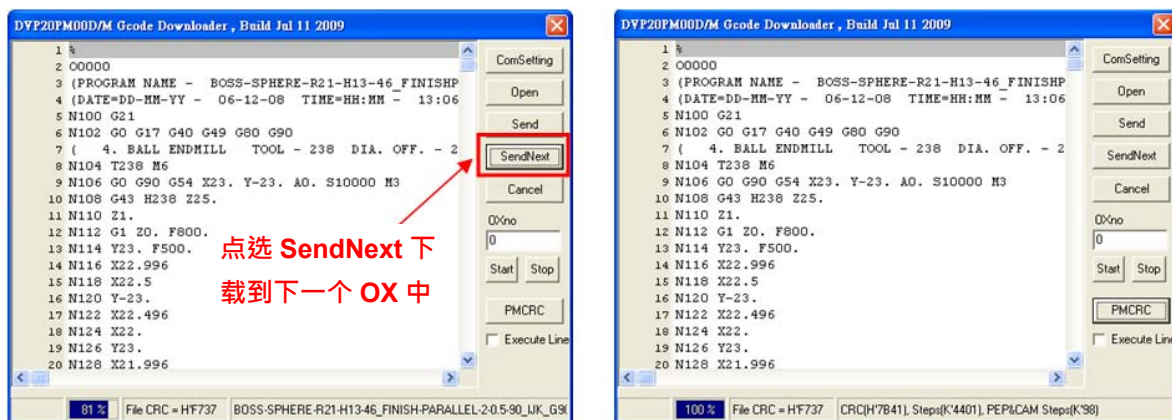 DVP20PM00D/M Gcode Downloader , Build Jul 11 2009
1 %
2 O0000
3 (PROGRAM NAME - BOSS-SPHERE-R21-H13-46_FINISHP
4 (DATE=DD-MM-YY - 06-12-08 TIME=HH:MM - 13:06
5 N100 G21
6 N102 G0 G17 G40 G49 G80 G90
7 ( 4. BALL ENDMILL TOOL - 238 DIA. OFF. - 2
8 N104 T238 M6
9 N106 G0 G90 G54 X23. Y-23. A0. S10000 M3
10 N108 G43 H238 Z25.
11 N110 Z1.
12 N112 G1 Z0. F800.
13 N114 Y23. F500.
14 N116 X22.996
15 N118 X22.5
16 N120 Y-23.
17 N122 X22.496
18 N124 X22.
19 N126 Y23.
20 N128 X21.996
ComSetting
Open
Send
SendNext
Cancel
OXno
0
Start Stop
PMCRC
Execute Line
点选 SendNext 下
载到下一个 OX 中
81 % File CRC = H'F737 BOSS-SPHERE-R21-H13-46_FINISH-PARALLEL-2-0.5-90_IJK_G90
DVP20PM00D/M Gcode Downloader , Build Jul 11 2009
1 %
2 O0000
3 (PROGRAM NAME - BOSS-SPHERE-R21-H13-46_FINISHP
4 (DATE=DD-MM-YY - 06-12-08 TIME=HH:MM - 13:06
5 N100 G21
6 N102 G0 G17 G40 G49 G80 G90
7 ( 4. BALL ENDMILL TOOL - 238 DIA. OFF. - 2
8 N104 T238 M6
9 N106 G0 G90 G54 X23. Y-23. A0. S10000 M3
10 N108 G43 H238 Z25.
11 N110 Z1.
12 N112 G1 Z0. F800.
13 N114 Y23. F500.
14 N116 X22.996
15 N118 X22.5
16 N120 Y-23.
17 N122 X22.496
18 N124 X22.
19 N126 Y23.
20 N128 X21.996
ComSetting
Open
Send
SendNext
Cancel
OXno
0
Start Stop
PMCRC
Execute Line
100 % File CRC = H'F737 CRC(H'7B41), Steps(K'4401), PEP&CAM Steps(K'98)